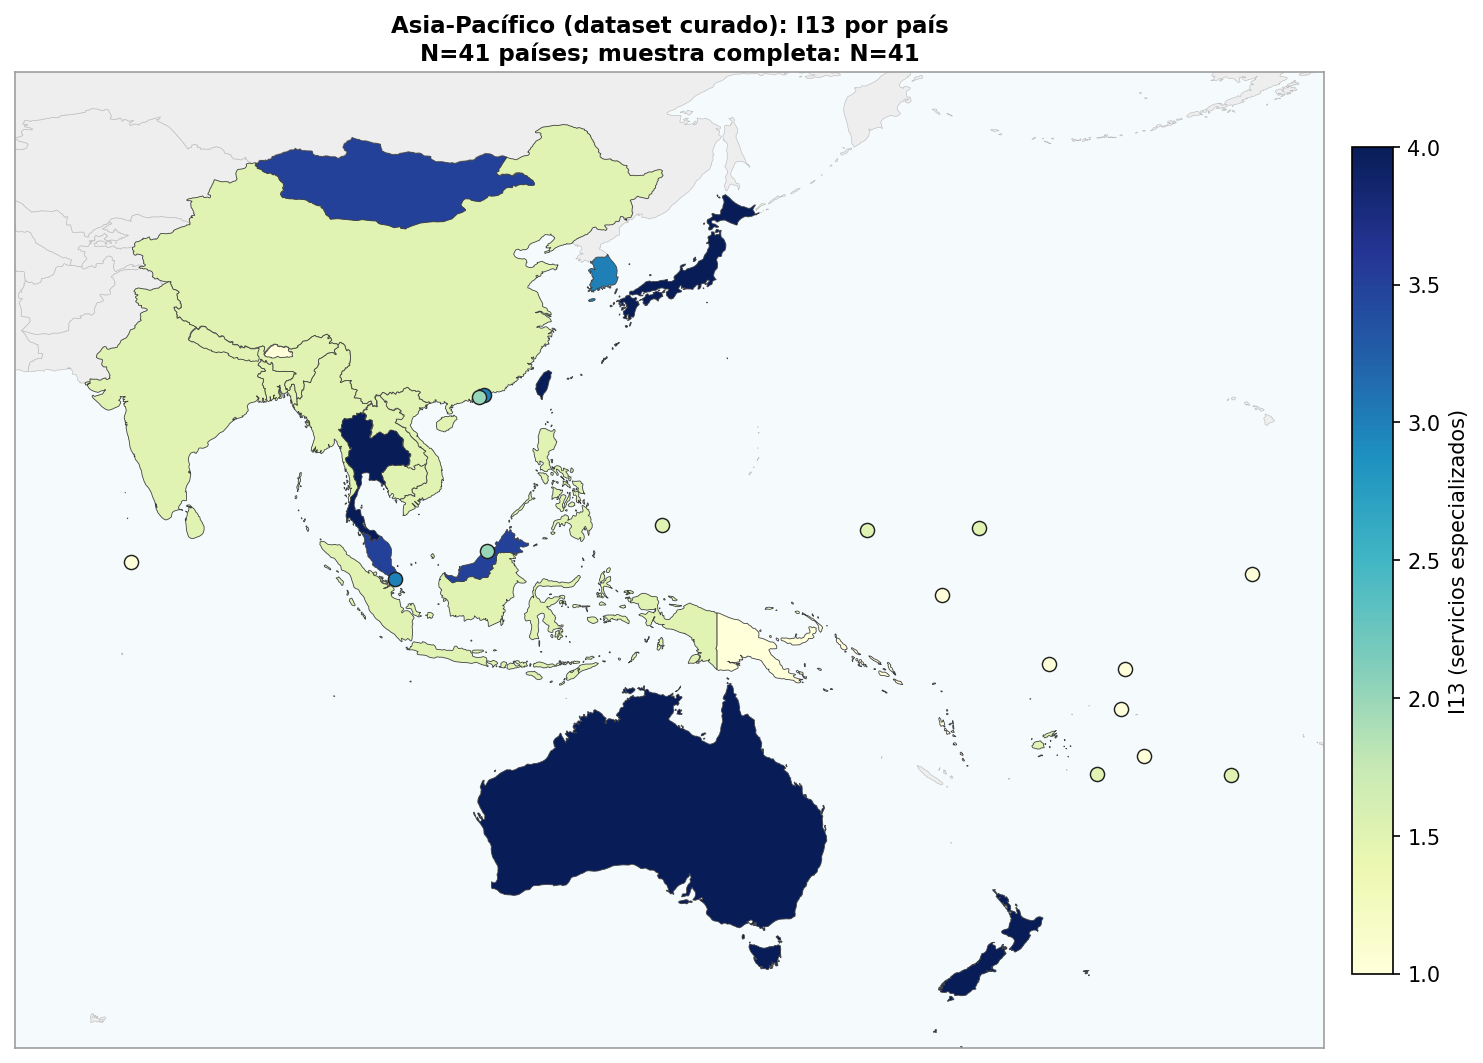 Asia-Pacífico (dataset curado): I13 por país
N=41 países; muestra completa: N=41
4.0
3.5
3.0
2.5
2.0
1.5
1.0
I13 (servicios especializados)